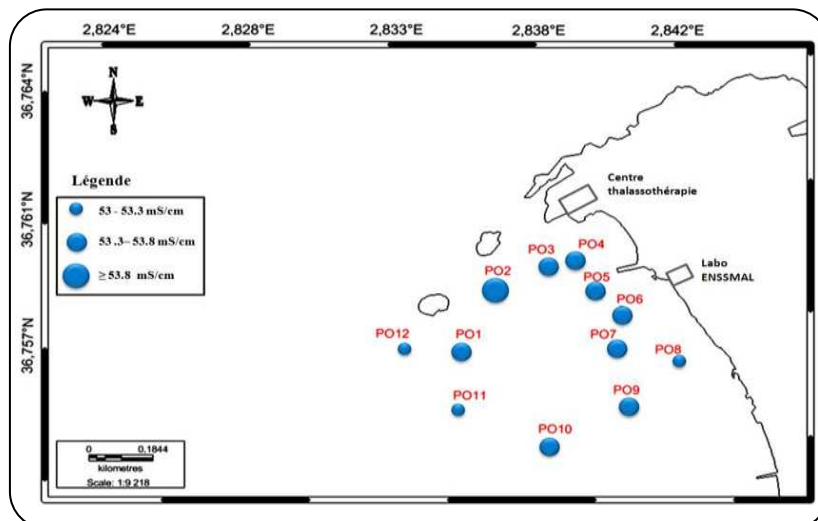 2,824°E 2,828°E 2,833°E 2,838°E 2,842°E
36,764°N
36,761°N
36,757°N
N
W E
S
Légende
53 - 53.3 mS/cm
53 .3– 53.8 mS/cm
≥ 53.8 mS/cm
Centre
thalassothérapie
Labo
ENSSMAL
PO3
PO4
PO2
PO5
PO6
PO12
PO1
PO7
PO8
PO11
PO9
PO10
0 0.1844
kilometres
Scale: 1:9 218